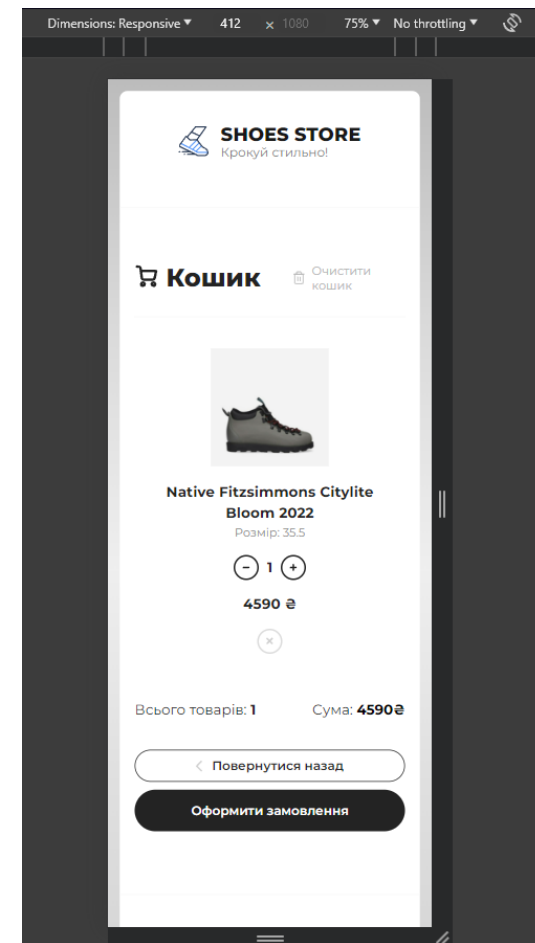 Dimensions: Responsive ▼ 412 × 1080 75% ▼ No throttling ▼
SHOES STORE
Крокуй стильно!
Кошик
Очистити
кошик
Native Fitzsimmons Citylite
Bloom 2022
Розмір: 35.5
− 1 +
4590 ₴
×
Всього товарів: 1 Сума: 4590₴
< Повернутися назад
Оформити замовлення